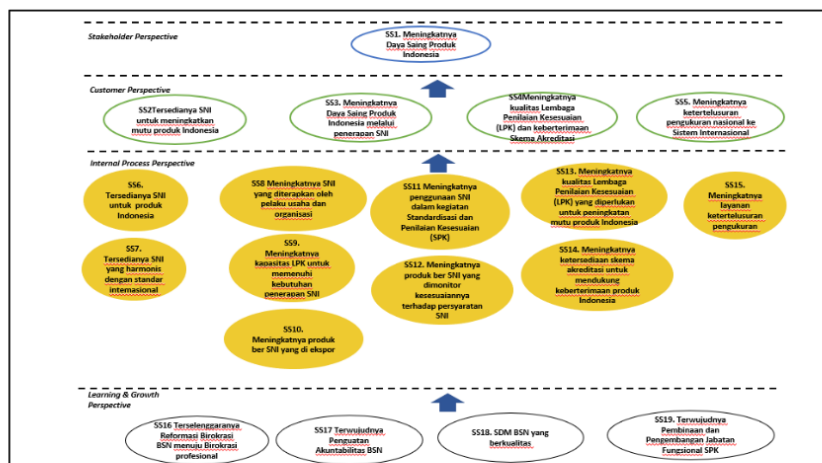 Stakeholder Perspective
SS1. Meningkatnya
Daya Saing Produk
Indonesia
Customer Perspective
SS2Tersedianya SNI
untuk meningkatkan
mutu produk Indonesia
SS3. Meningkatnya
Daya Saing Produk
Indonesia melalui
penerapan SNI
SS4Meningkatnya
kualitas Lembaga
Penilaian Kesesuaian
(LPK) dan keberterimaan
Skema Akreditasi
SS5. Meningkatnya
ketertelusuran
pengukuran nasional ke
Sistem Internasional
Internal Process Perspective
SS6.
Tersedianya SNI
untuk produk
Indonesia
SS7.
Tersedianya SNI
yang harmonis
dengan standar
internasional
SS8 Meningkatnya SNI
yang diterapkan oleh
pelaku usaha dan
organisasi
SS9.
Meningkatnya
kapasitas LPK untuk
memenuhi
kebutuhan
penerapan SNI
SS10.
Meningkatnya produk
ber SNI yang di ekspor
SS11 Meningkatnya
penggunaan SNI
dalam kegiatan
Standardisasi dan
Penilaian Kesesuaian
(SPK)
SS12. Meningkatnya
produk ber SNI yang
dimonitor
kesesuaiannya
terhadap persyaratan
SNI
SS13. Meningkatnya
kualitas Lembaga
Penilaian Kesesuaian
(LPK) yang diperlukan
untuk peningkatan
mutu produk Indonesia
SS14. Meningkatnya
ketersediaan skema
akreditasi untuk
mendukung
keberterimaan produk
Indonesia
SS15.
Meningkatnya
layanan
ketertelusuran
pengukuran
Learning & Growth
Perspective
SS16 Terselenggaranya
Reformasi Birokrasi
BSN menuju Birokrasi
profesional
SS17 Terwujudnya
Penguatan
Akuntabilitas BSN
SS18. SDM BSN yang
berkualitas
SS19. Terwujudnya
Pembinaan dan
Pengembangan Jabatan
Fungsional SPK